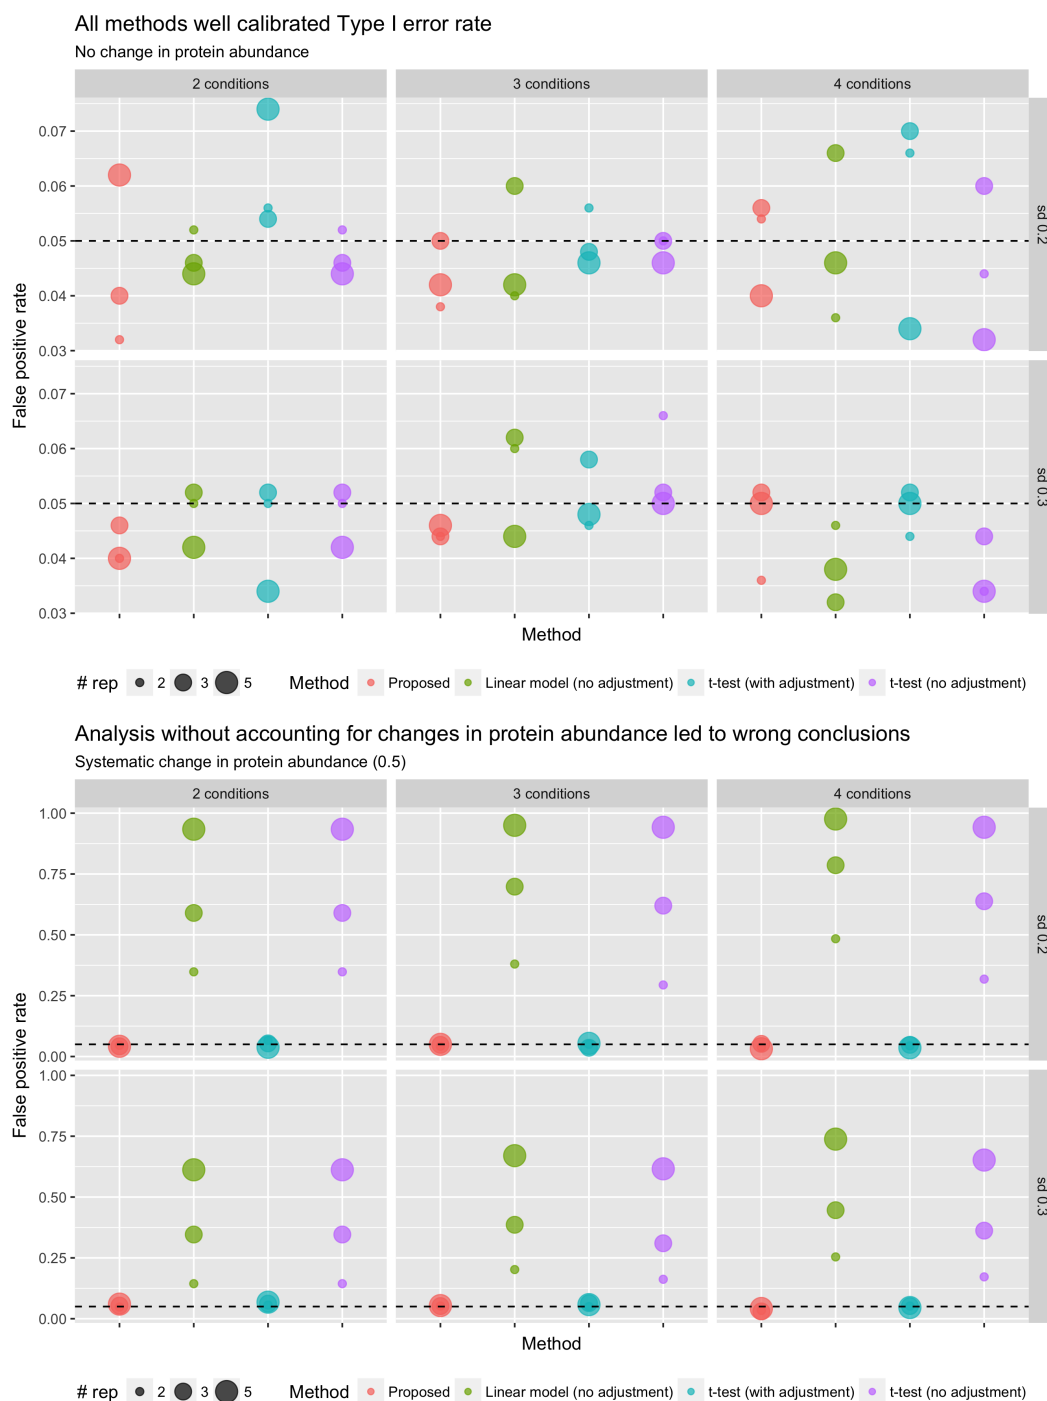 All methods well calibrated Type I error rate
No change in protein abundance
2 conditions 3 conditions 4 conditions
0.07
0.06
0.05
0.04
0.03
sd 0.2
False positive rate
0.07
0.06
0.05
0.04
0.03
sd 0.3
Method
# rep 2 3 5 Method Proposed Linear model (no adjustment) t-test (with adjustment) t-test (no adjustment)
Analysis without accounting for changes in protein abundance led to wrong conclusions
Systematic change in protein abundance (0.5)
2 conditions 3 conditions 4 conditions
1.00
0.75
0.50
0.25
0.00
sd 0.2
False positive rate
1.00
0.75
0.50
0.25
0.00
sd 0.3
Method
# rep 2 3 5 Method Proposed Linear model (no adjustment) t-test (with adjustment) t-test (no adjustment)